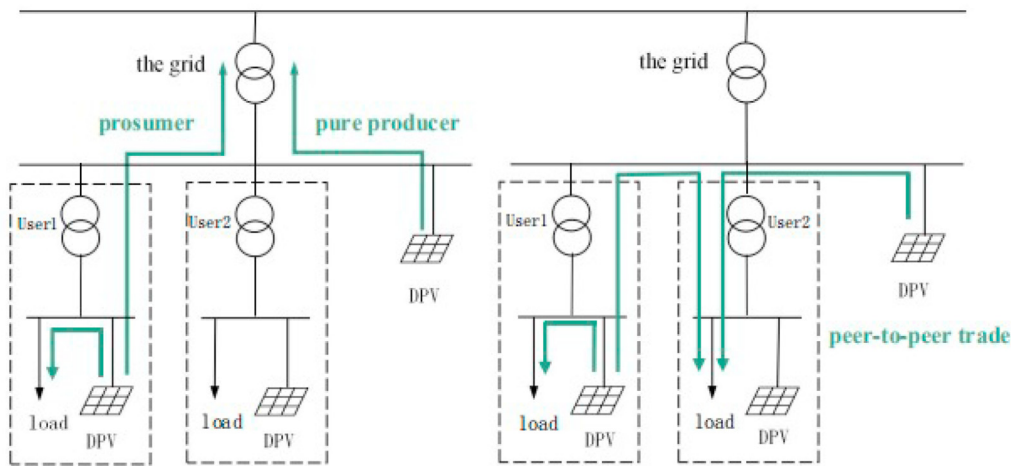 the grid
the grid
prosumer
pure producer
User1
User2
User1
User2
DPV
DPV
peer-to-peer trade
load
DPV
load
DPV
load
DPV
load
DPV